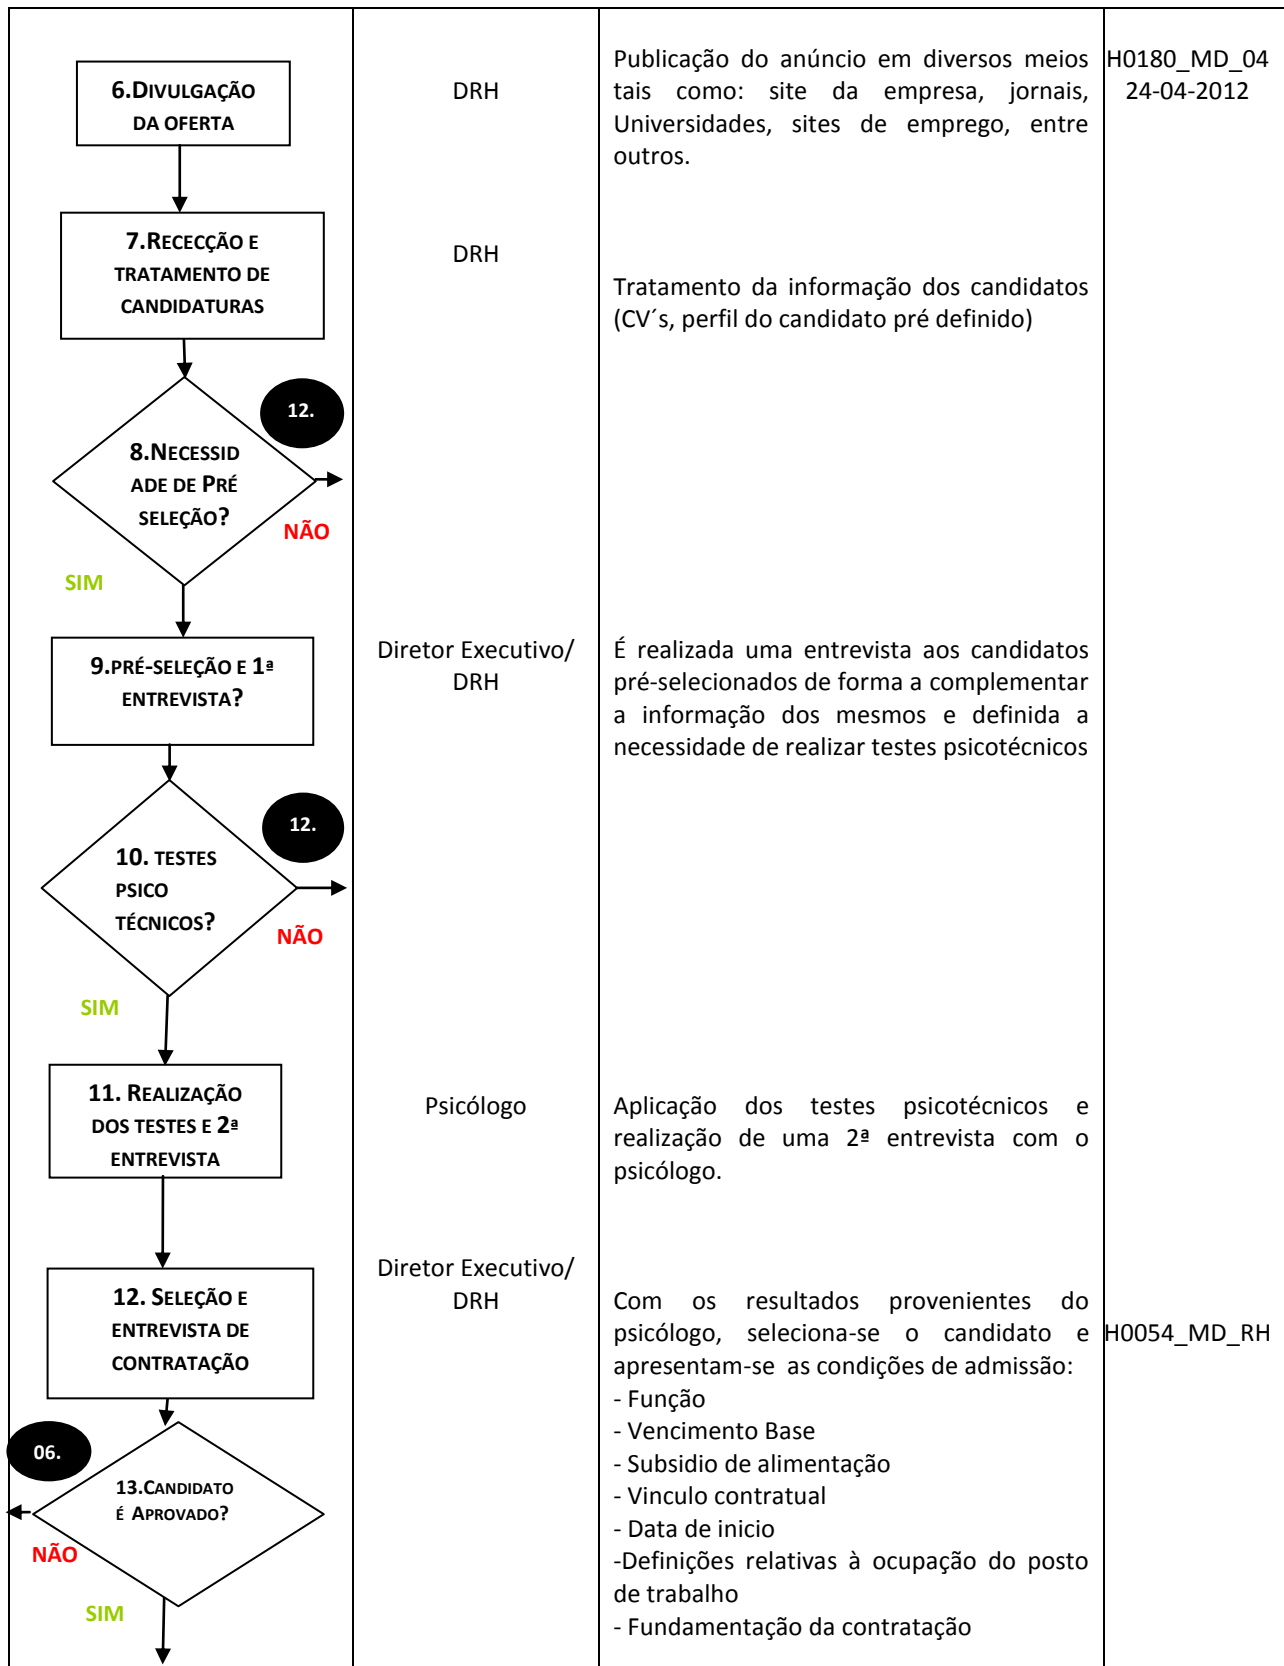 6.DIVULGAÇÃO
DA OFERTA
DRH
Publicação do anúncio em diversos meios
tais como: site da empresa, jornais,
Universidades, sites de emprego, entre
outros.
H0180_MD_04
24-04-2012
7.RECECÇÃO E
TRATAMENTO DE
CANDIDATURAS
DRH
Tratamento da informação dos candidatos
(CV´s, perfil do candidato pré definido)
12.
8.NECESSID
ADE DE PRÉ
SELEÇÃO?
NÃO
SIM
9.PRÉ-SELEÇÃO E 1ª
ENTREVISTA?
Diretor Executivo/
DRH
É realizada uma entrevista aos candidatos
pré-selecionados de forma a complementar
a informação dos mesmos e definida a
necessidade de realizar testes psicotécnicos
12.
10. TESTES
PSICO
TÉCNICOS?
NÃO
SIM
11. REALIZAÇÃO
DOS TESTES E 2ª
ENTREVISTA
Psicólogo
Aplicação dos testes psicotécnicos e
realização de uma 2ª entrevista com o
psicólogo.
12. SELEÇÃO E
ENTREVISTA DE
CONTRATAÇÃO
Diretor Executivo/
DRH
Com os resultados provenientes do
psicólogo, seleciona-se o candidato e
apresentam-se as condições de admissão:
- Função
- Vencimento Base
- Subsidio de alimentação
- Vinculo contratual
- Data de inicio
-Definições relativas à ocupação do posto
de trabalho
- Fundamentação da contratação
H0054_MD_RH
06.
13.CANDIDATO
É APROVADO?
NÃO
SIM